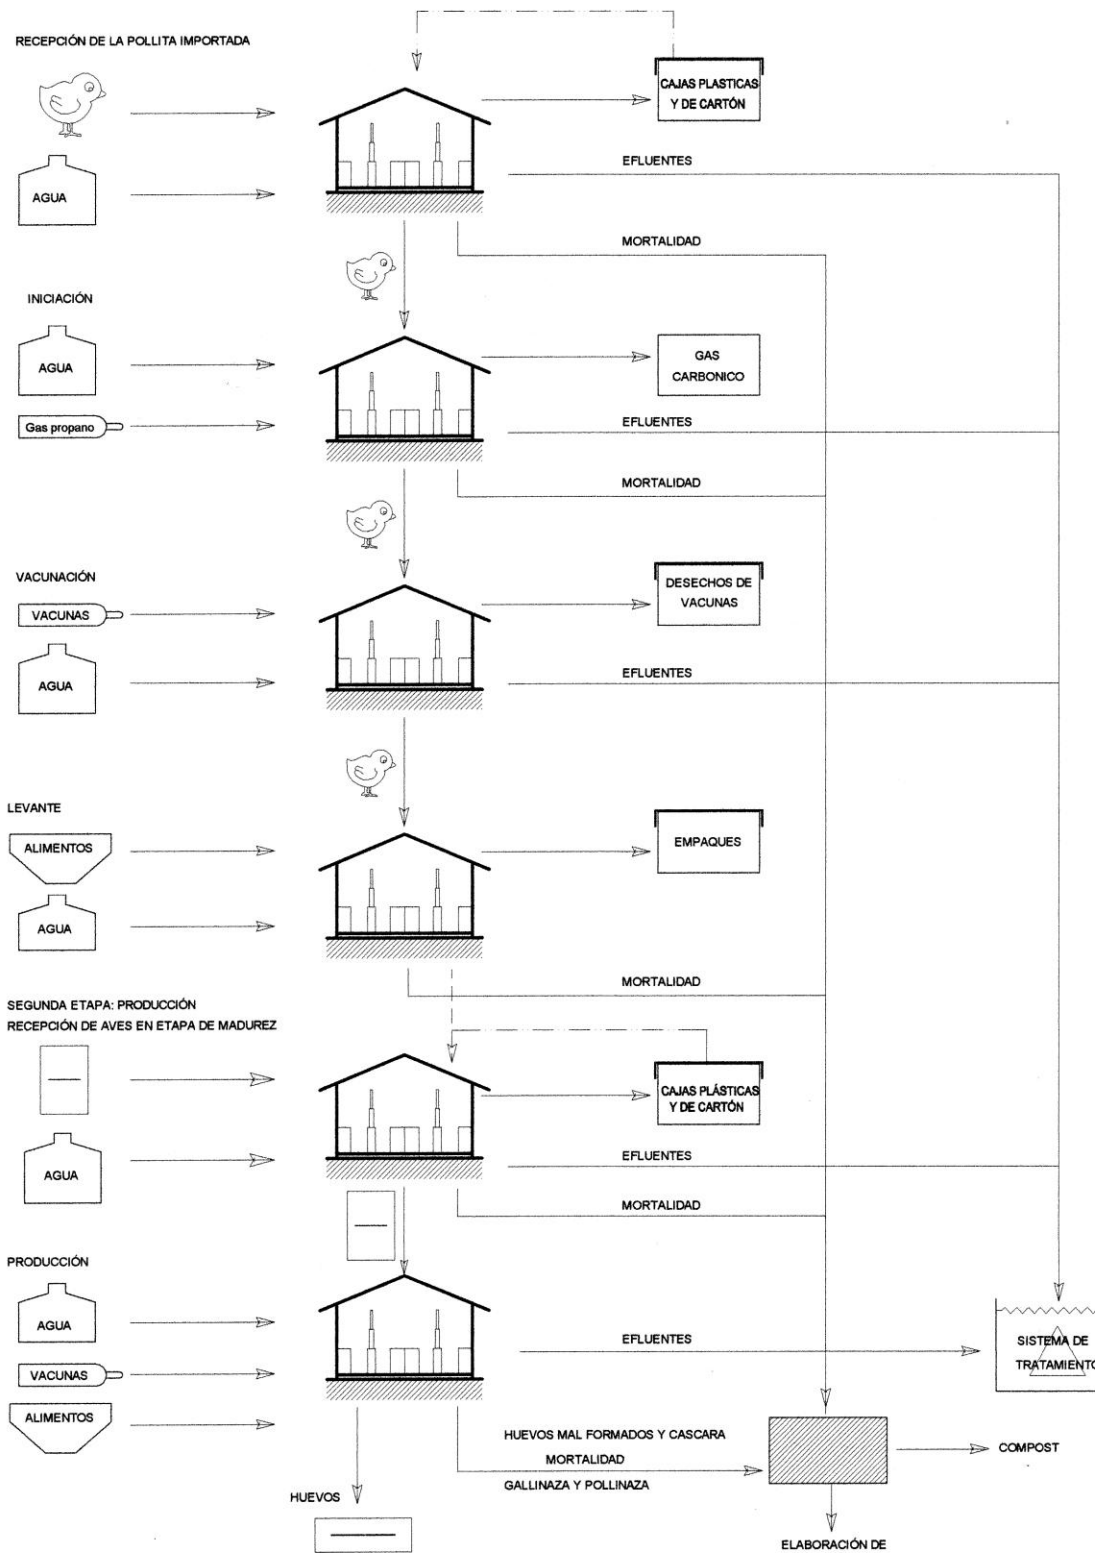 RECEPCIÓN DE LA POLLITA IMPORTADA
CAJAS PLASTICAS
Y DE CARTÓN
EFLUENTES
AGUA
MORTALIDAD
INICIACIÓN
AGUA
GAS
CARBONICO
Gas propano
EFLUENTES
MORTALIDAD
VACUNACIÓN
VACUNAS
DESECHOS DE
VACUNAS
AGUA
EFLUENTES
LEVANTE
ALIMENTOS
EMPAQUES
AGUA
MORTALIDAD
SEGUNDA ETAPA: PRODUCCIÓN
RECEPCIÓN DE AVES EN ETAPA DE MADUREZ
CAJAS PLÁSTICAS
Y DE CARTÓN
AGUA
EFLUENTES
MORTALIDAD
PRODUCCIÓN
AGUA
EFLUENTES
SISTEMA DE
TRATAMIENTO
VACUNAS
ALIMENTOS
HUEVOS MAL FORMADOS Y CASCARA
MORTALIDAD
GALLINAZA Y POLLINAZA
COMPOST
HUEVOS
ELABORACIÓN DE